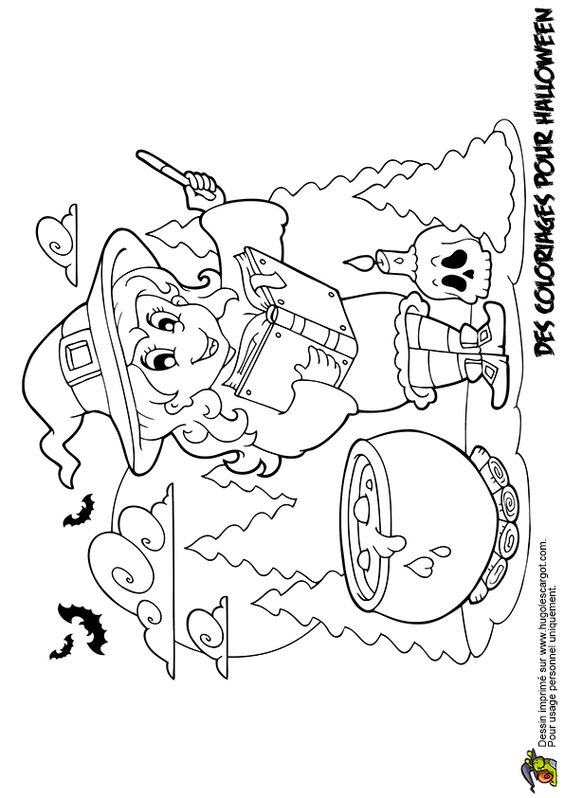 DES COLORIAGES POUR HALLOWEEN
Dessin imprimé sur www.hugolescargot.com.
Pour usage personnel uniquement.